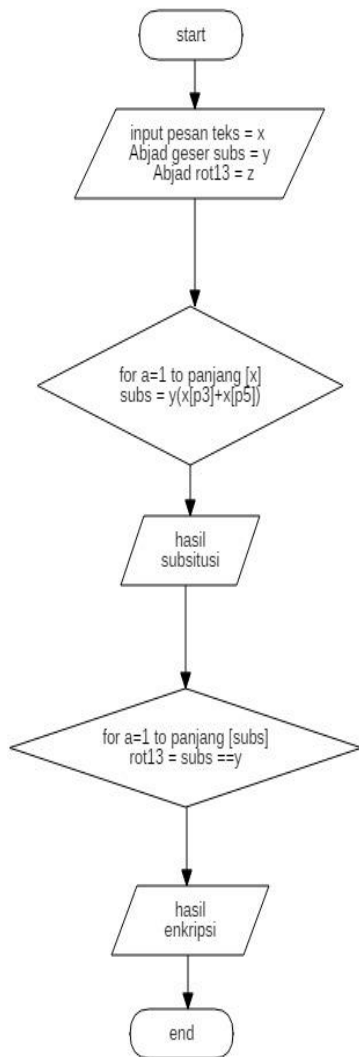 start
input pesan teks = x
Abjad geser subs = y
Abjad rot13 = z
for a=1 to panjang [x]
subs = y(x[p3]+x[p5])
hasil
subsitusi
for a=1 to panjang [subs]
rot13 = subs ==y
hasil
enkripsi
end